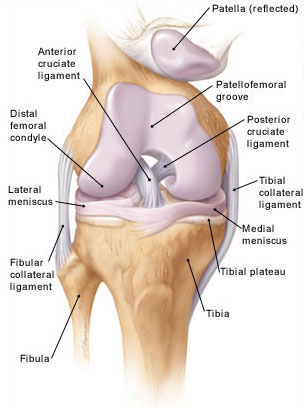 Patella (reflected)
Anterior
cruciate
ligament
Patellofemoral
groove
Distal
femoral
condyle
Posterior
cruciate
ligament
Lateral
meniscus
Tibial
collateral
ligament
Medial
meniscus
Fibular
collateral
ligament
Tibial plateau
Tibia
Fibula